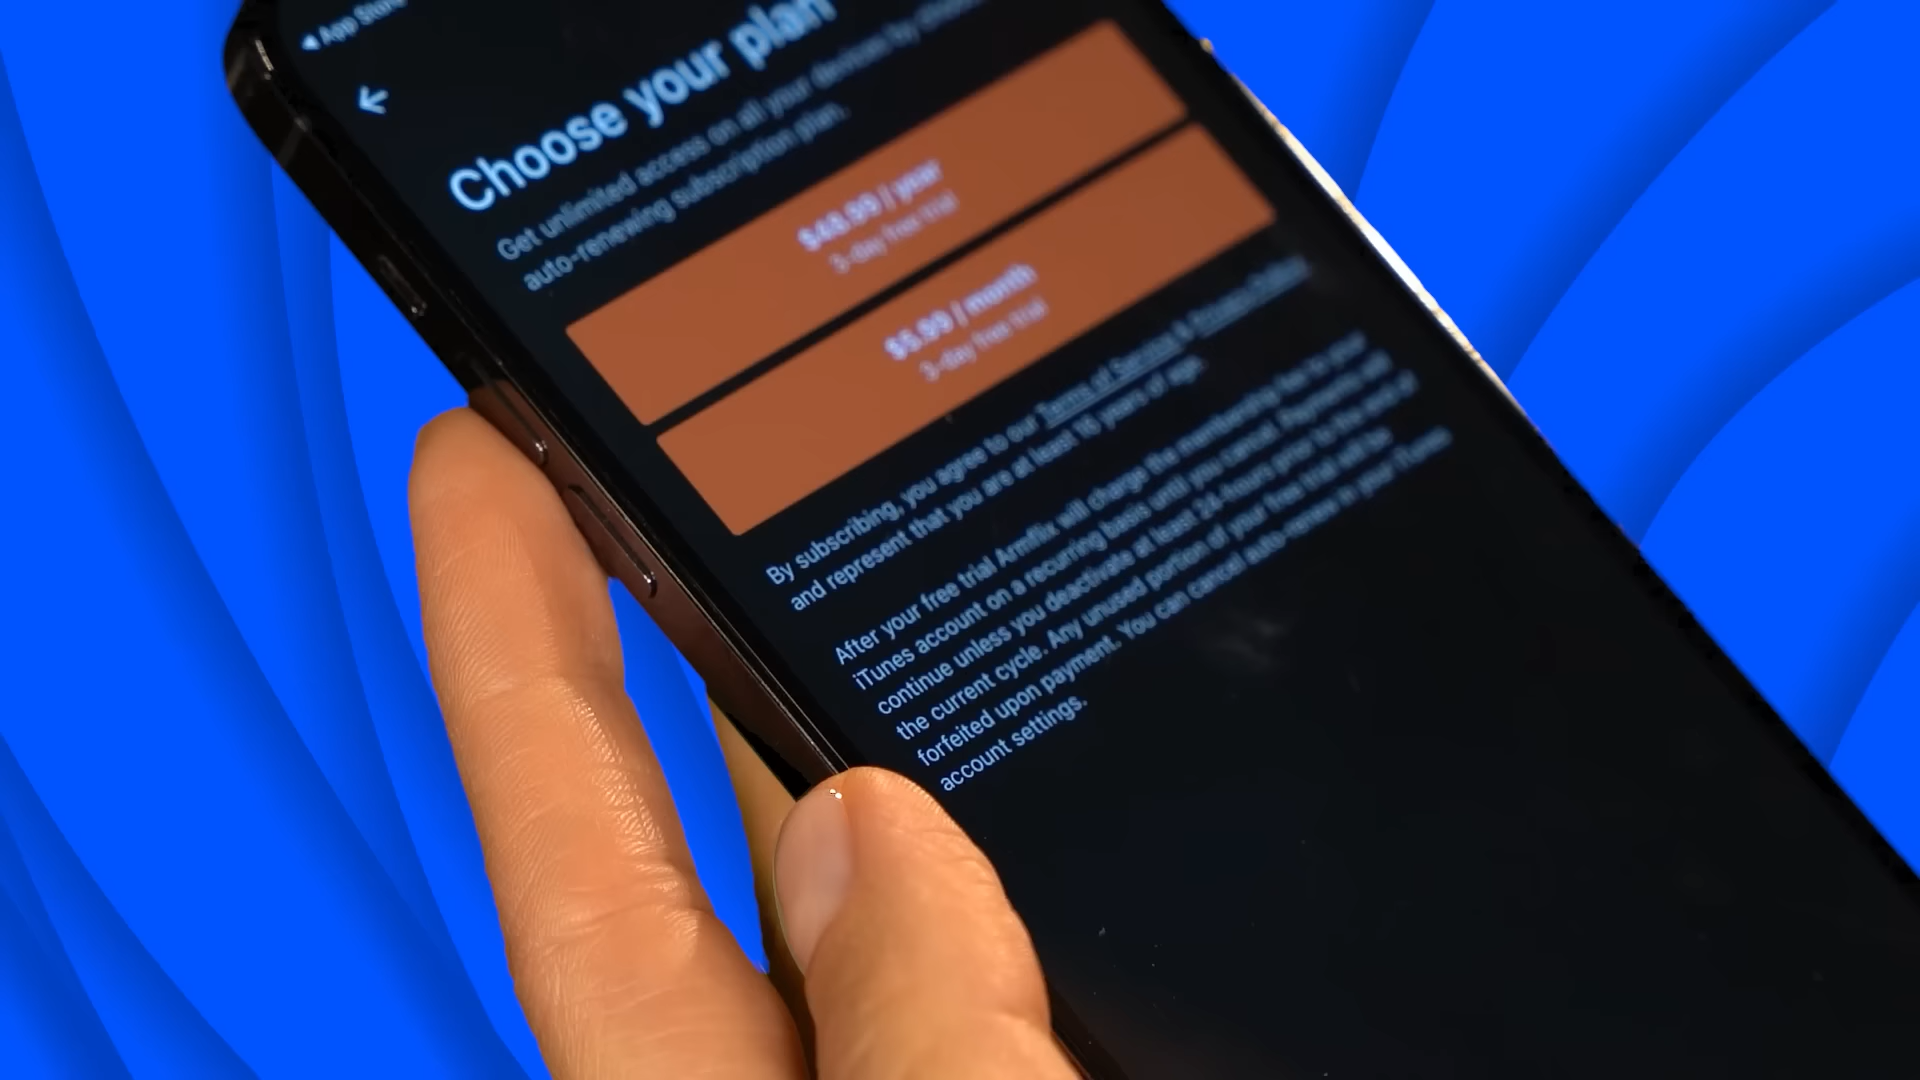 ◀ App Store
Choose your plan
Get unlimited access on all your devices by
auto-renewing subscription plan.
/ year
3-day free trial
$5.99 / month
3-day free trial
By subscribing, you agree to our Terms of Service & Privacy Policy
and represent that you are at least 16 years of age.
After your free trial Armflix will charge the membership fee to your
iTunes account on a recurring basis until you cancel. Payments will
continue unless you deactivate at least 24-hours prior to the end of
the current cycle. Any unused portion of your free trial will be
forfeited upon payment. You can cancel auto-renew in your iTunes
account settings.